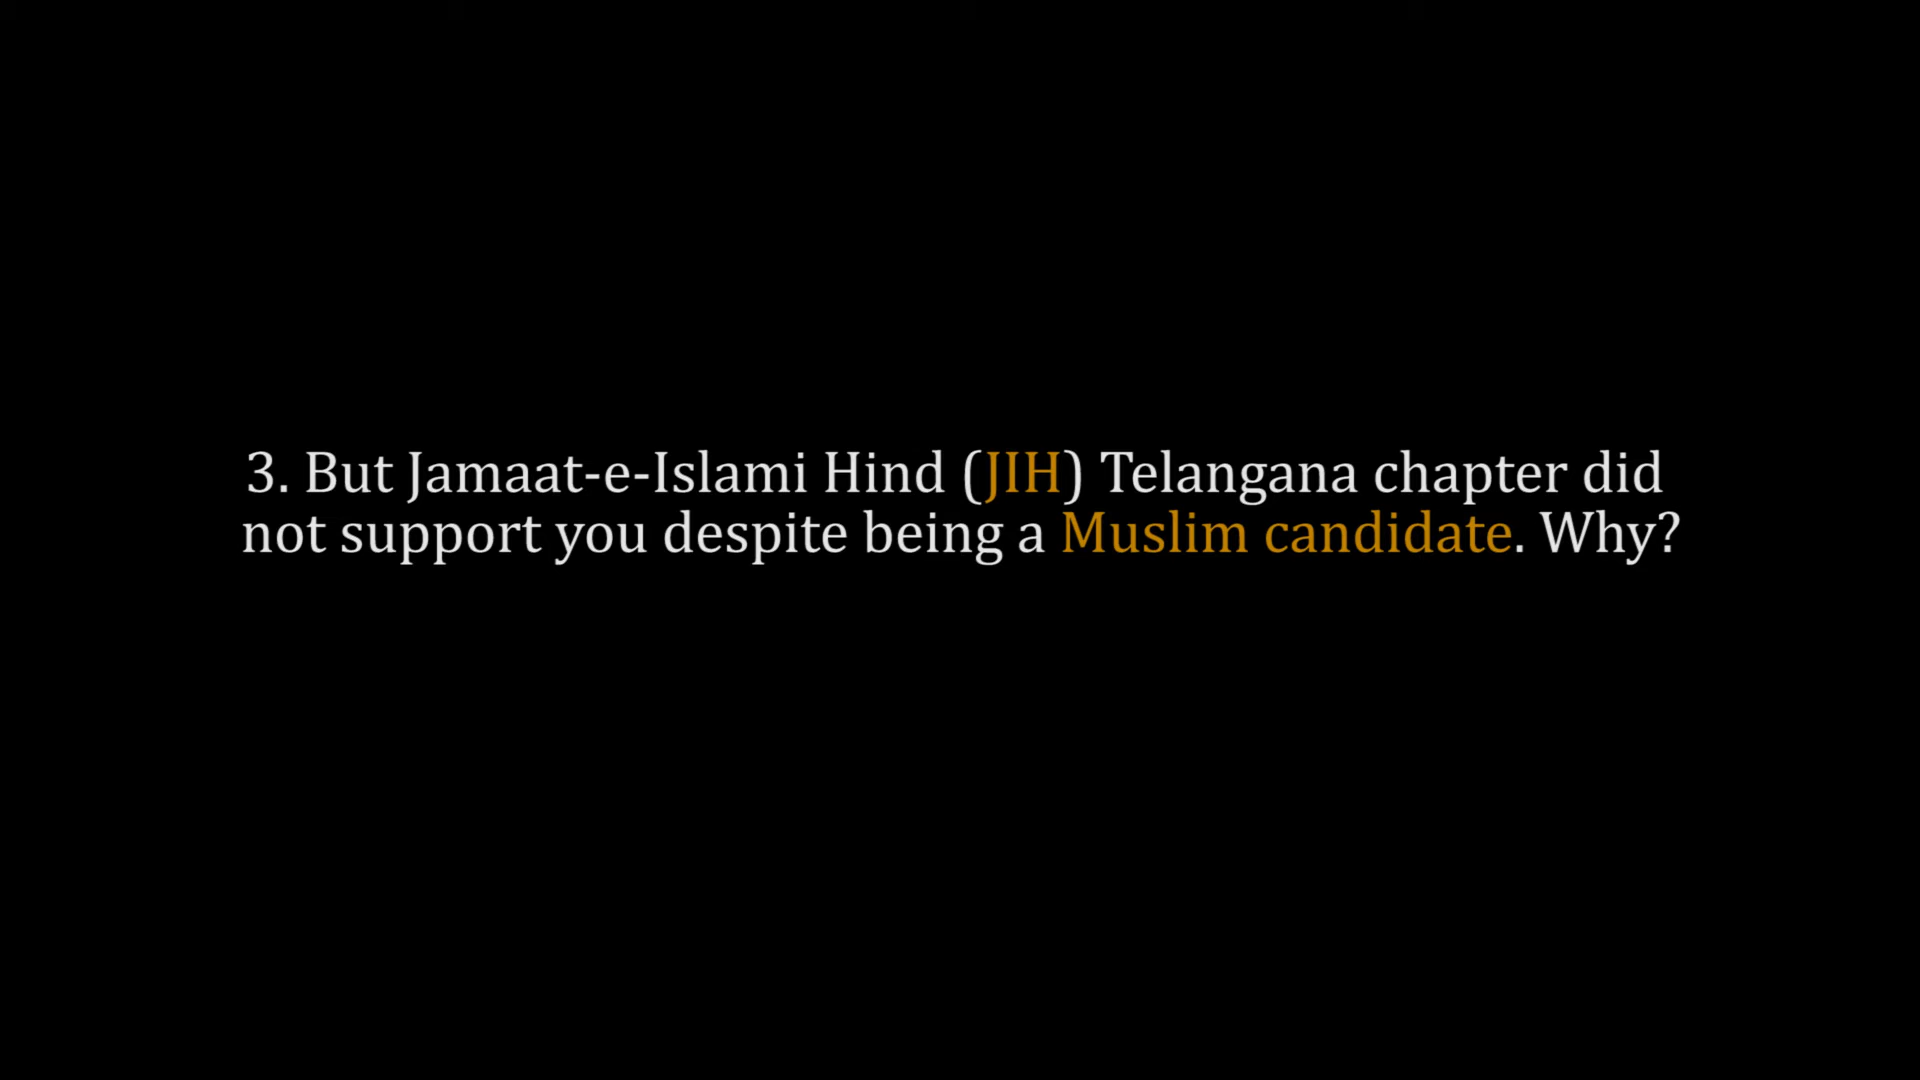 3. But Jamaat-e-Islami Hind (JIH) Telangana chapter did
not support you despite being a Muslim candidate. Why?